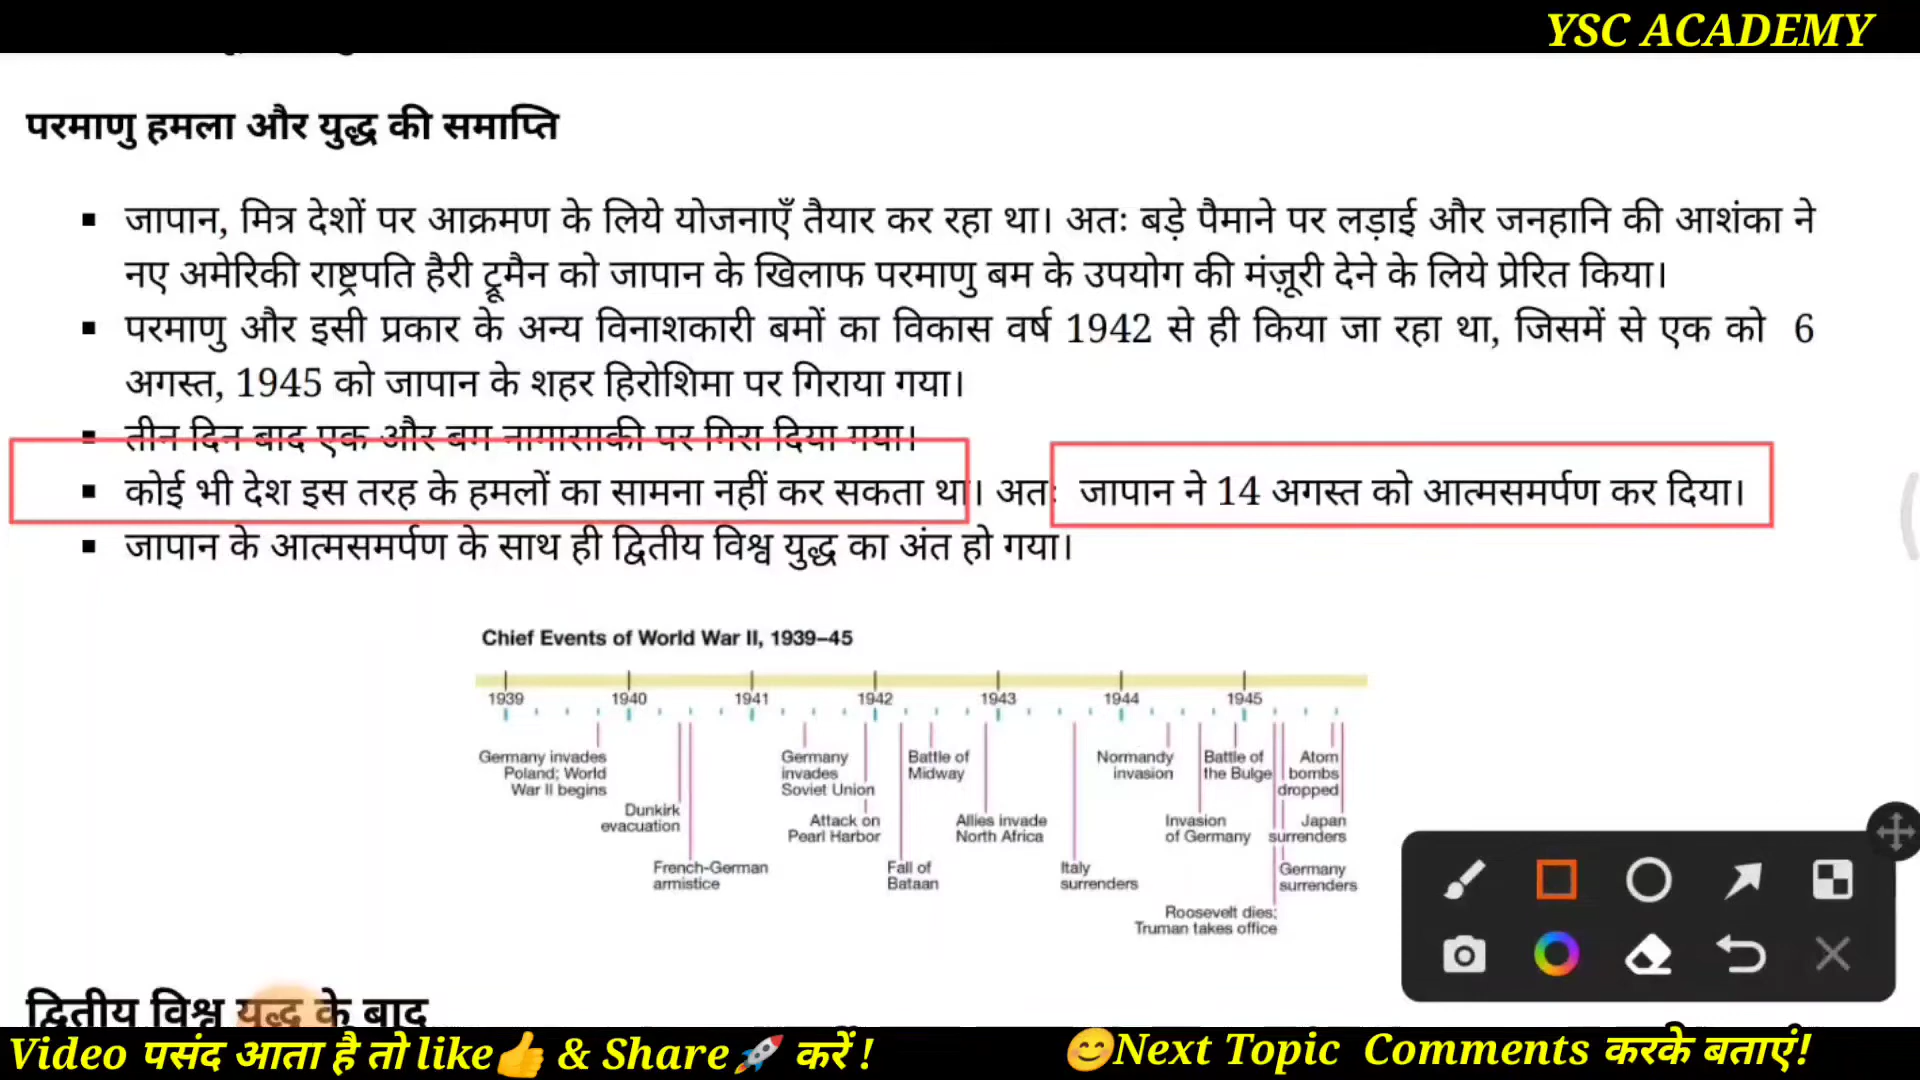 YSC ACADEMY
परमाणु हमला और युद्ध की समाप्ति
▪ जापान, मित्र देशों पर आक्रमण के लिये योजनाएँ तैयार कर रहा था। अतः बड़े पैमाने पर लड़ाई और जनहानि की आशंका ने
नए अमेरिकी राष्ट्रपति हैरी ट्रूमैन को जापान के खिलाफ परमाणु बम के उपयोग की मंज़ूरी देने के लिये प्रेरित किया।
▪ परमाणु और इसी प्रकार के अन्य विनाशकारी बमों का विकास वर्ष 1942 से ही किया जा रहा था, जिसमें से एक को 6
अगस्त, 1945 को जापान के शहर हिरोशिमा पर गिराया गया।
▪ तीन दिन बाद एक और बम नागासाकी पर गिरा दिया गया।
▪ कोई भी देश इस तरह के हमलों का सामना नहीं कर सकता था। अतः जापान ने 14 अगस्त को आत्मसमर्पण कर दिया।
▪ जापान के आत्मसमर्पण के साथ ही द्वितीय विश्व युद्ध का अंत हो गया।
Chief Events of World War II, 1939–45
1939 1940 1941 1942 1943 1944 1945
Germany invades
Poland; World
War II begins
Dunkirk
evacuation
French-German
armistice
Germany
invades
Soviet Union
Attack on
Pearl Harbor
Battle of
Midway
Fall of
Bataan
Allies invade
North Africa
Italy
surrenders
Normandy
invasion
Invasion
of Germany
Battle of
the Bulge
Roosevelt dies;
Truman takes office
Atom
bombs
dropped
Japan
surrenders
Germany
surrenders
द्वितीय विश्व युद्ध के बाद
Video पसंद आता है तो like👍 & Share🚀 करें !
😊Next Topic Comments करके बताएं!